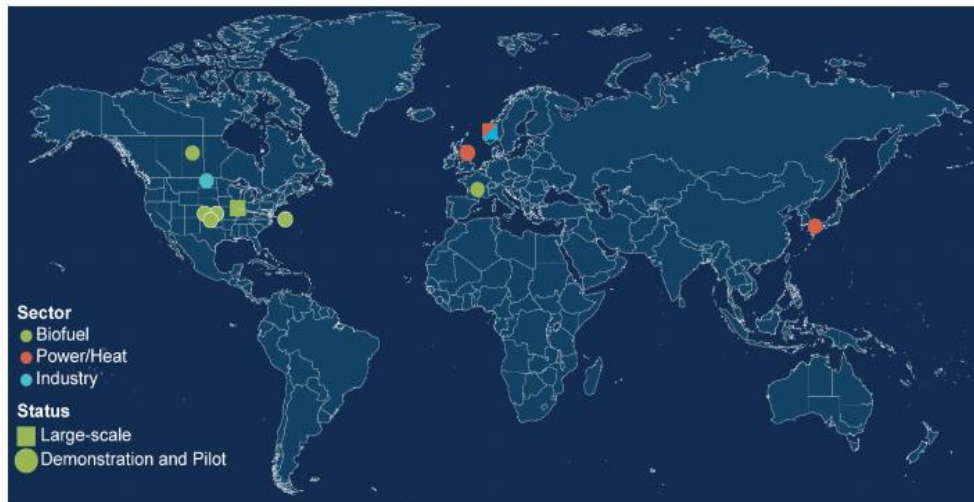 Sector
Biofuel
Power/Heat
Industry
Status
Large-scale
Demonstration and Pilot